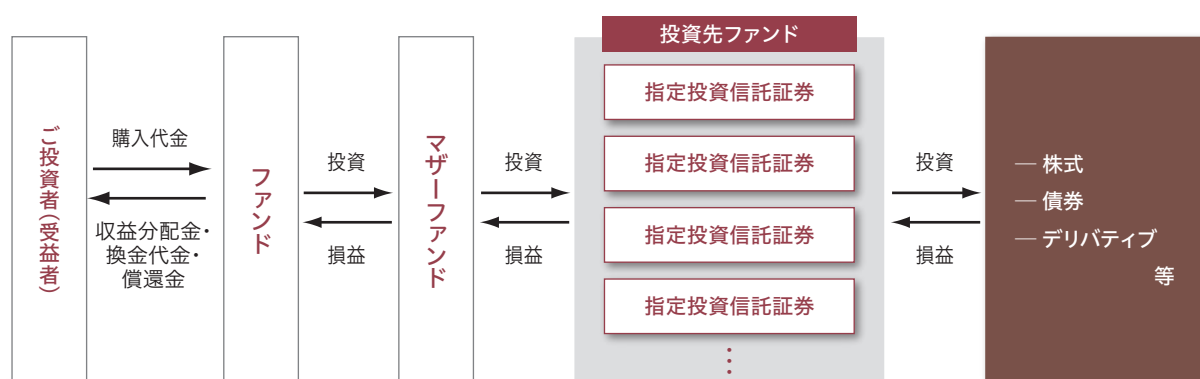 ご投資者（受益者）
購入代金
収益分配金・
換金代金・
償還金
ファンド
投資
損益
マザーファンド
投資
損益
投資先ファンド
指定投資信託証券
指定投資信託証券
指定投資信託証券
指定投資信託証券
⋮
投資
損益
― 株式
― 債券
― デリバティブ
等